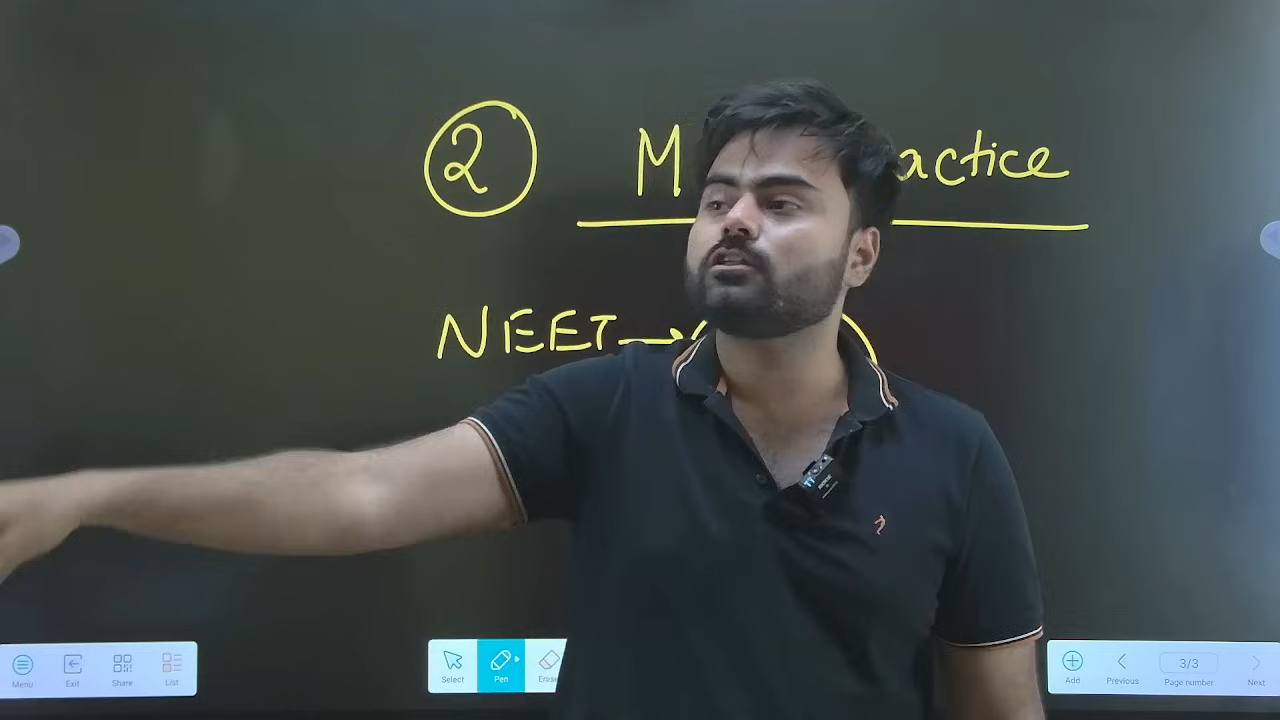 ② M actice
NEET →
Menu Exit Share List Select Pen Add Previous 3/3 Page number Next